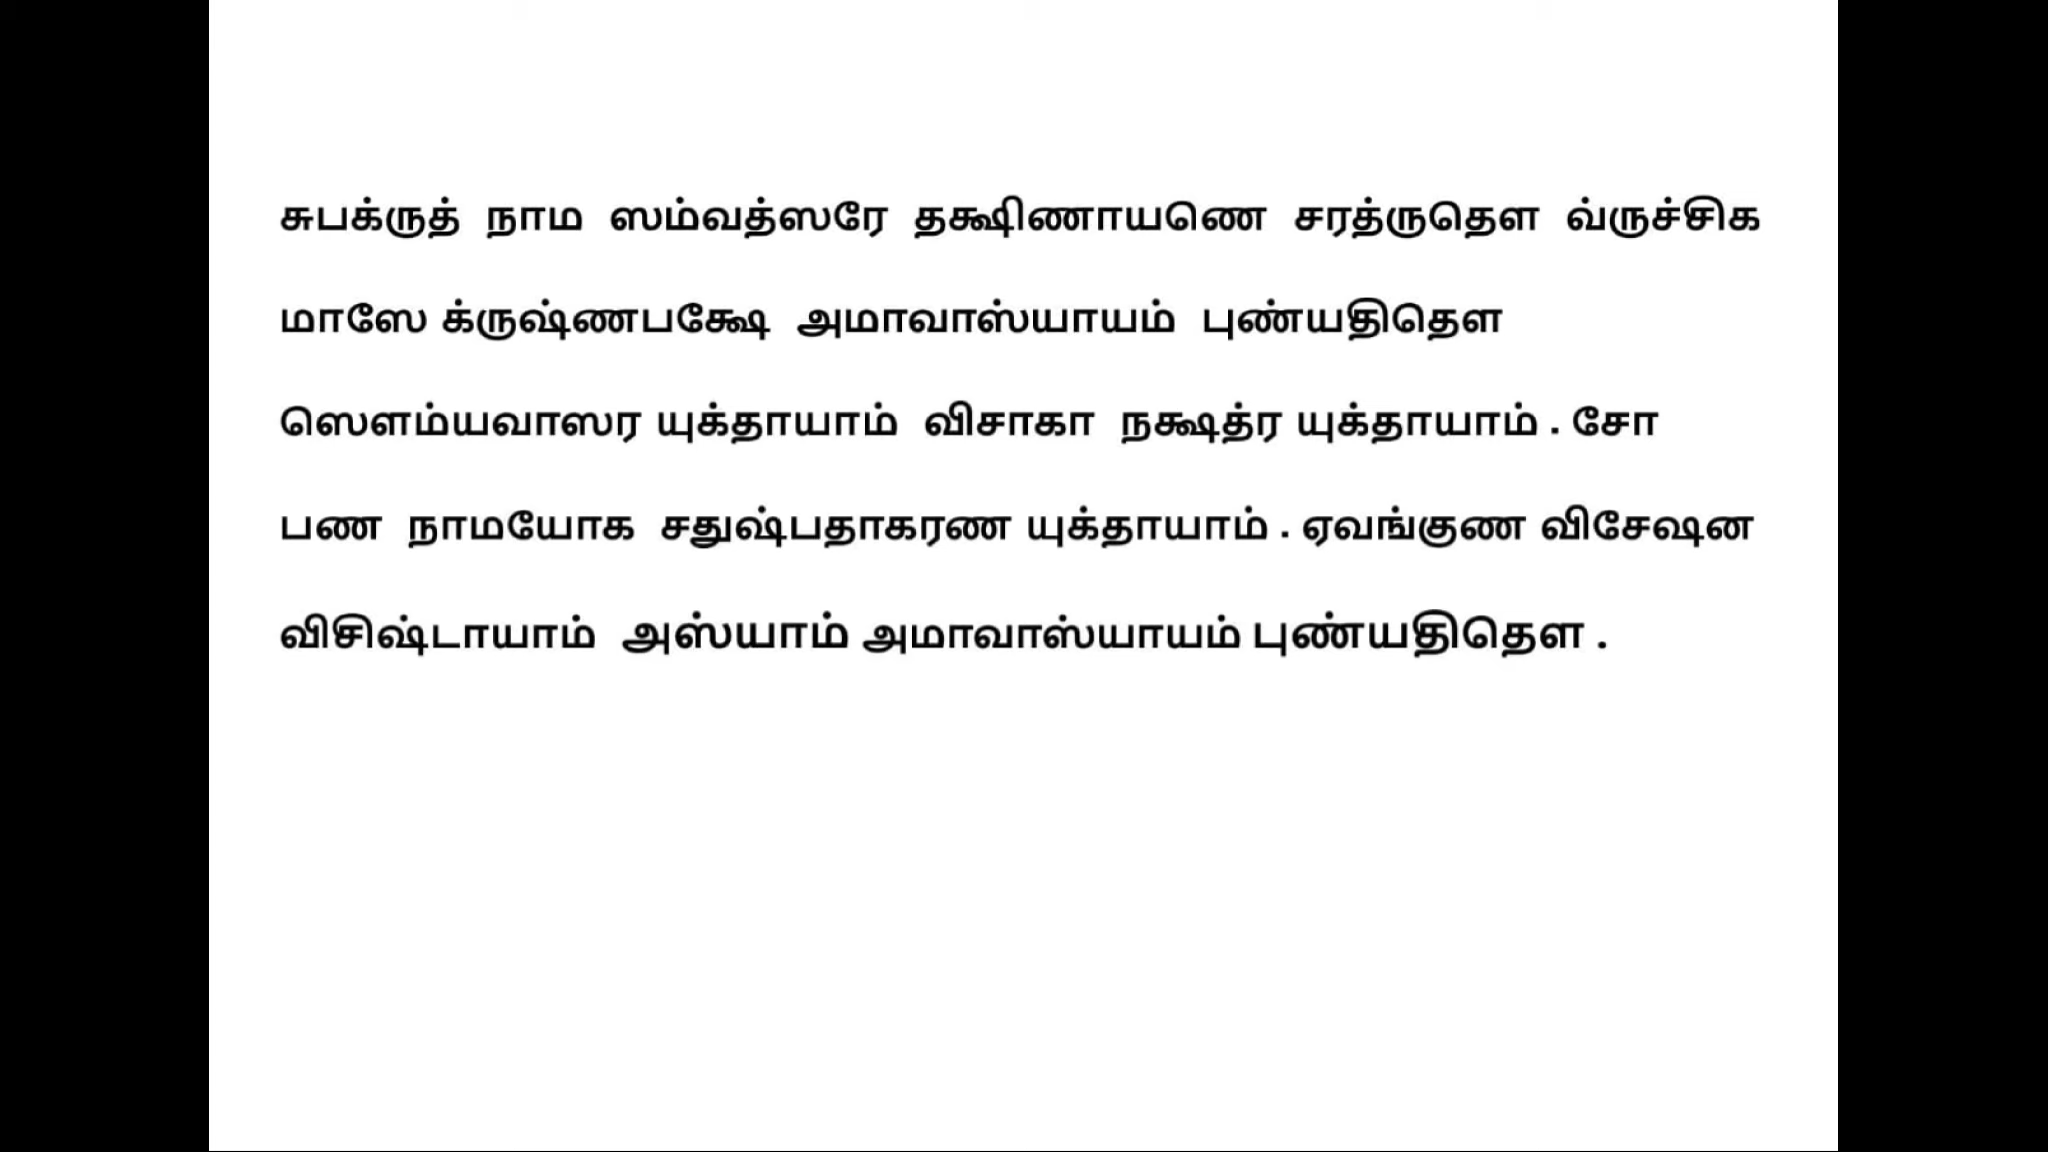 சுபக்ருத் நாம ஸம்வத்ஸரே தக்ஷிணாயணெ சரத்ருதௌ வ்ருச்சிக
மாஸே க்ருஷ்ணபக்ஷே அமாவாஸ்யாயம் புண்யதிதௌ
ஸௌம்யவாஸர யுக்தாயாம் விசாகா நக்ஷத்ர யுக்தாயாம் . சோ
பண நாமயோக சதுஷ்பதாகரண யுக்தாயாம் . ஏவங்குண விசேஷன
விசிஷ்டாயாம் அஸ்யாம் அமாவாஸ்யாயம் புண்யதிதௌ .